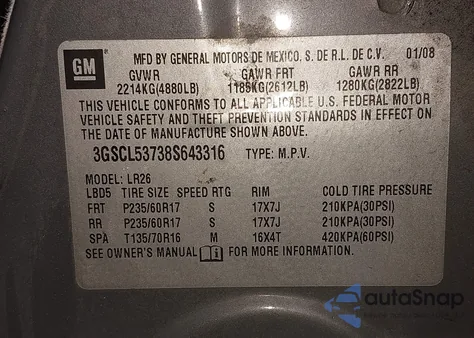 GM
MFD BY GENERAL MOTORS DE MEXICO, S. DE R.L. DE C.V. 01/08
GVWR GAWR FRT GAWR RR
2214KG(4880LB) 1185KG(2612LB) 1280KG(2822LB)
THIS VEHICLE CONFORMS TO ALL APPLICABLE U.S. FEDERAL MOTOR
VEHICLE SAFETY AND THEFT PREVENTION STANDARDS IN EFFECT ON
THE DATE OF MANUFACTURE SHOWN ABOVE.
3GSCL53738S643316 TYPE: M.P.V.
MODEL: LR26
LBD5 TIRE SIZE SPEED RTG RIM COLD TIRE PRESSURE
FRT P235/60R17 S 17X7J 210KPA(30PSI)
RR P235/60R17 S 17X7J 210KPA(30PSI)
SPA T135/70R16 M 16X4T 420KPA(60PSI)
SEE OWNER'S MANUAL i FOR MORE INFORMATION.
autoSnap